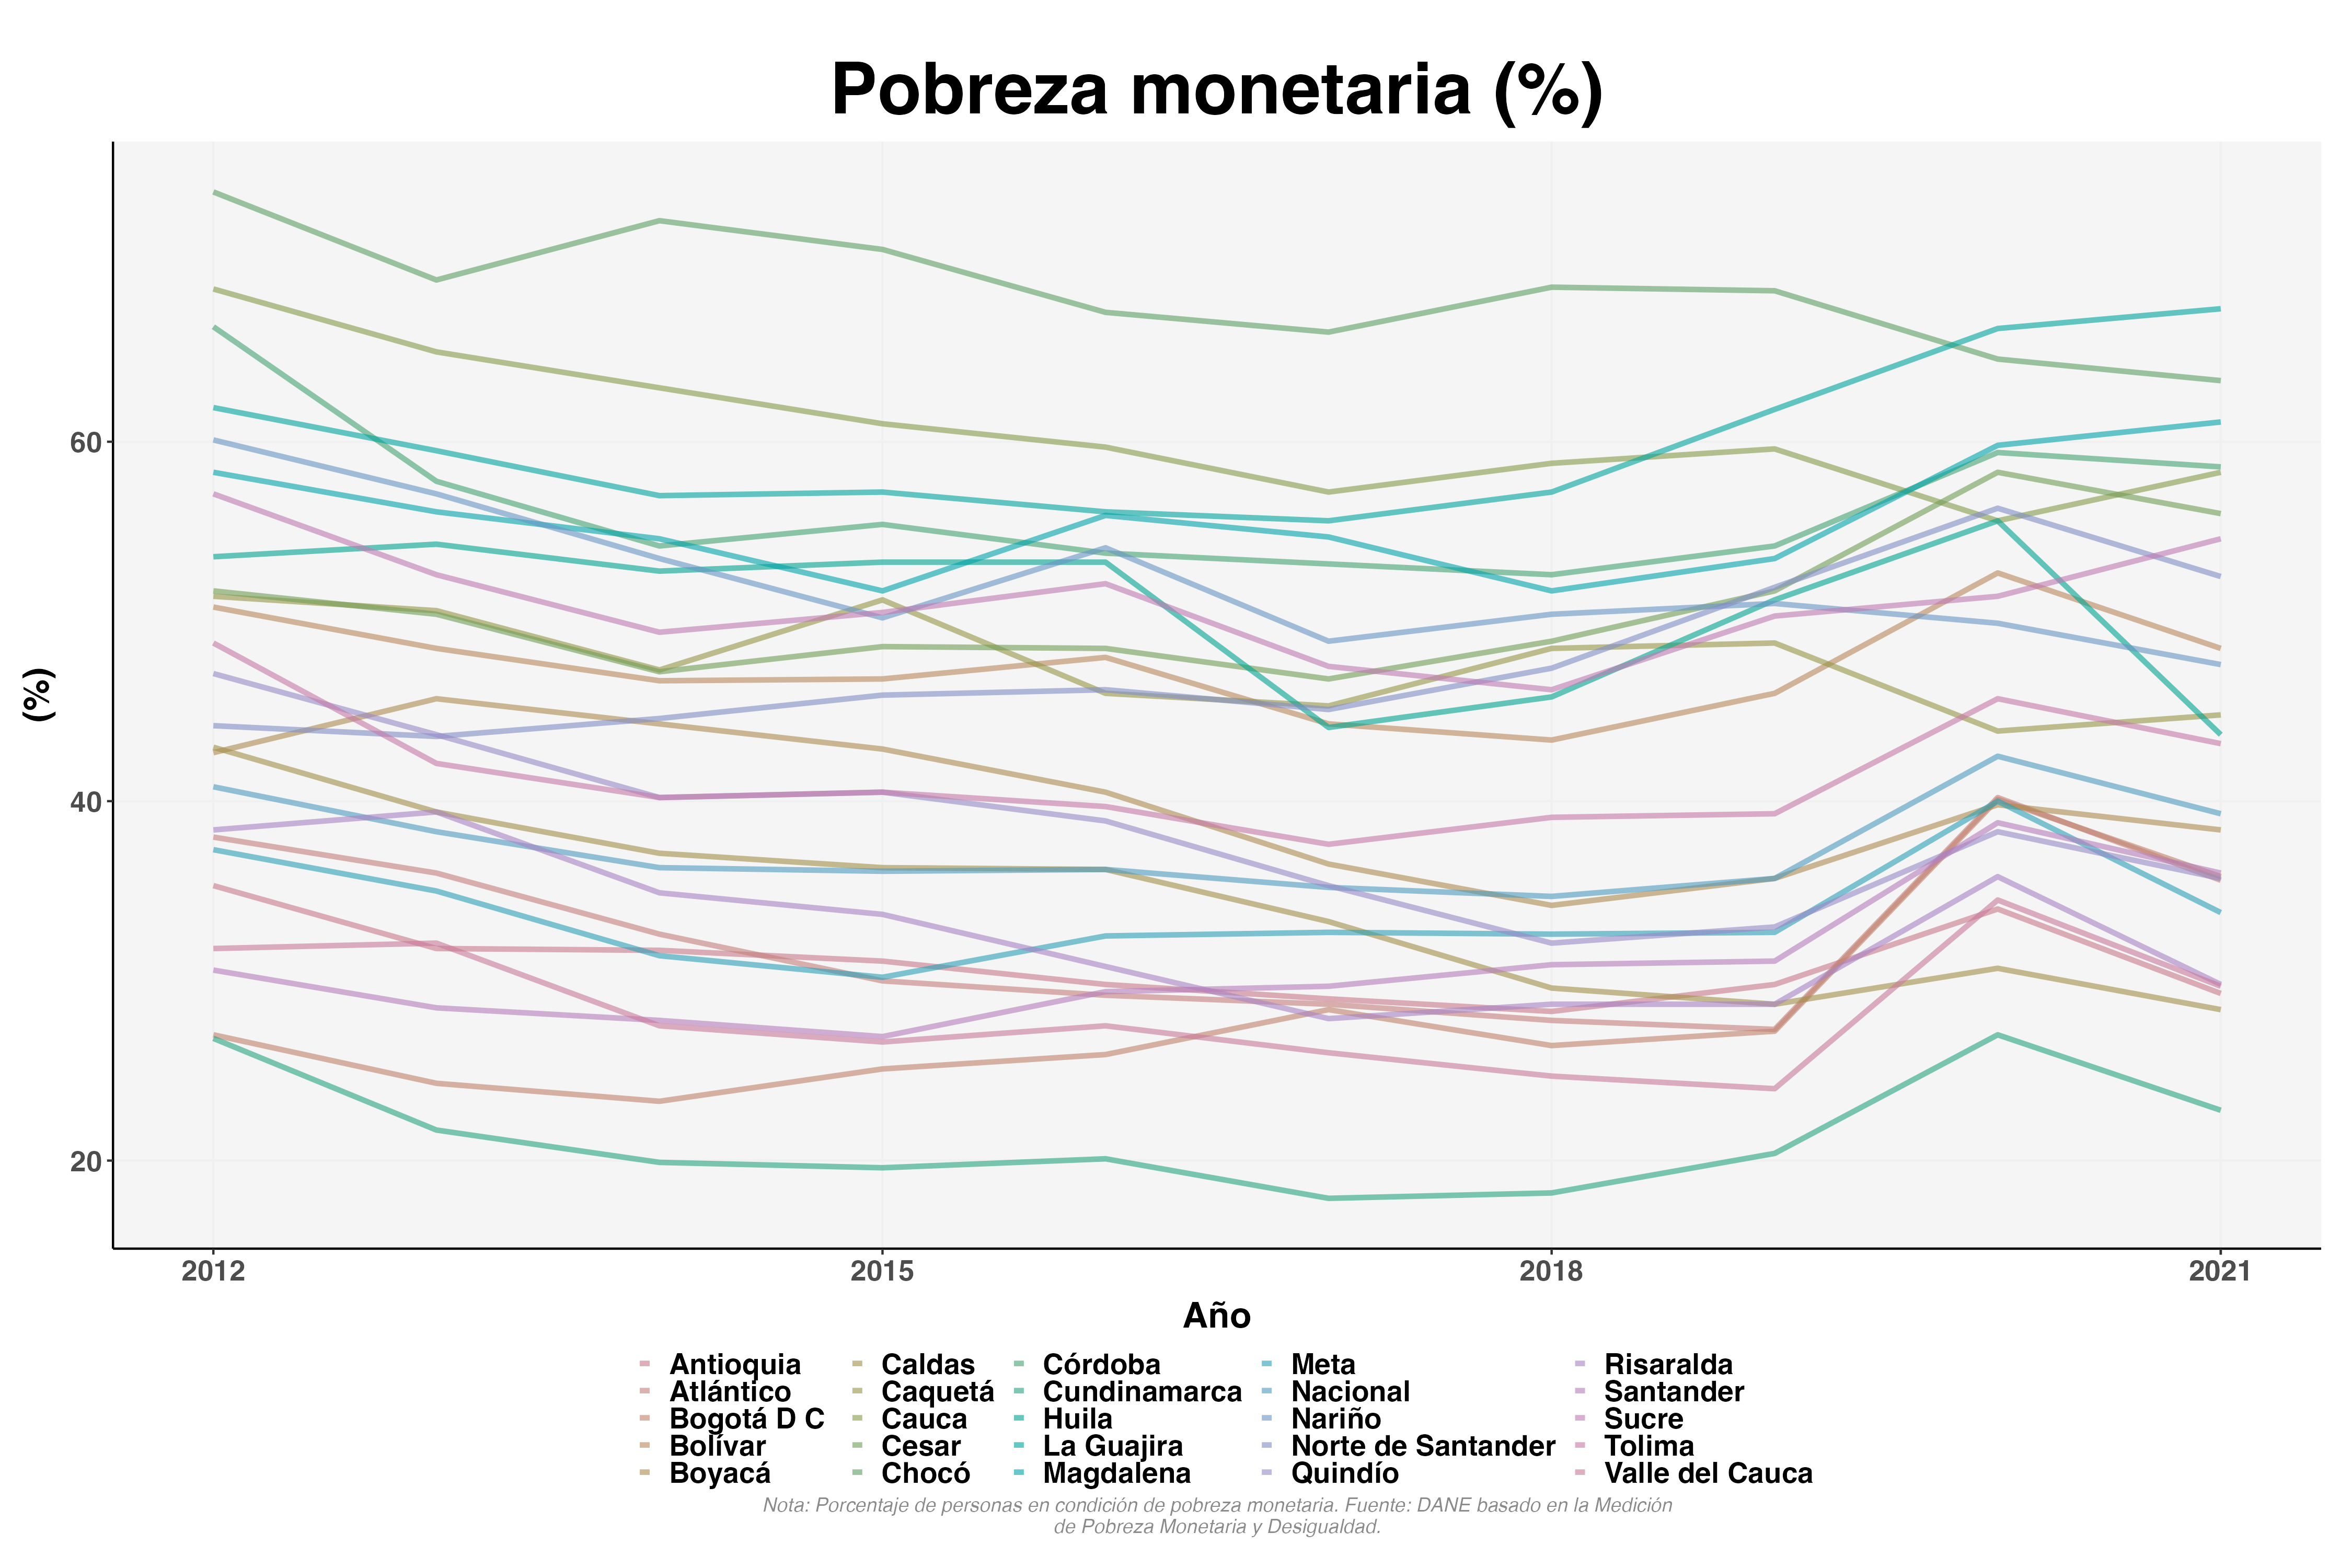 Pobreza monetaria (%)
(%)
60
40
20
2012 2015 2018 2021
Año
Antioquia Caldas Córdoba Meta Risaralda
Atlántico Caquetá Cundinamarca Nacional Santander
Bogotá D C Cauca Huila Nariño Sucre
Bolívar Cesar La Guajira Norte de Santander Tolima
Boyacá Chocó Magdalena Quindío Valle del Cauca
Nota: Porcentaje de personas en condición de pobreza monetaria. Fuente: DANE basado en la Medición
de Pobreza Monetaria y Desigualdad.